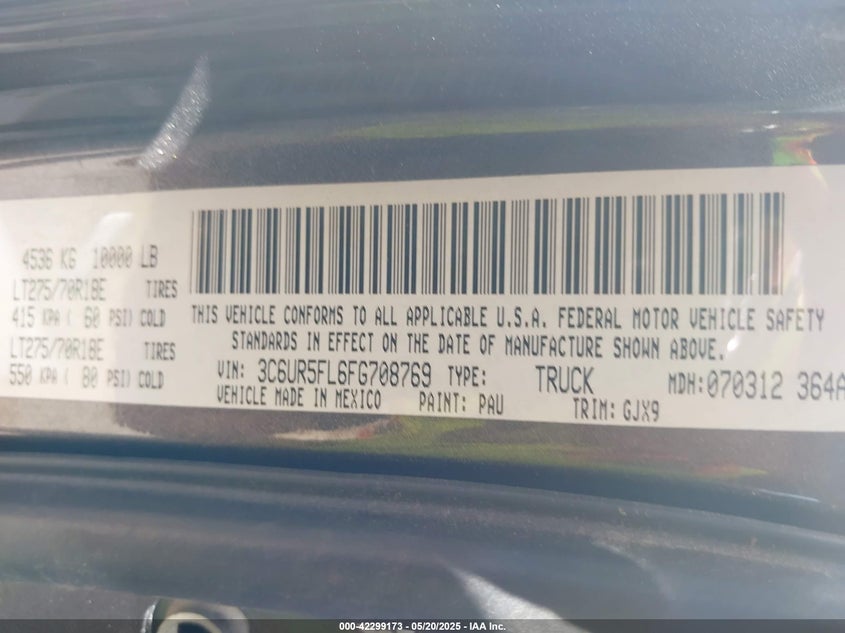 4536 KG 10000 LB
LT275/70R18E TIRES
415 KPA ( 60 PSI) COLD
LT275/70R18E TIRES
550 KPA ( 80 PSI) COLD
THIS VEHICLE CONFORMS TO ALL APPLICABLE U.S.A. FEDERAL MOTOR VEHICLE SAFETY
STANDARDS IN EFFECT ON THE DATE OF MANUFACTURE SHOWN ABOVE.
VIN: 3C6UR5FL6FG708769 TYPE: TRUCK MDH:070312 364A
VEHICLE MADE IN MEXICO PAINT: PAU TRIM: GJX9
000-42299173 — 05/20/2025 — IAA Inc.